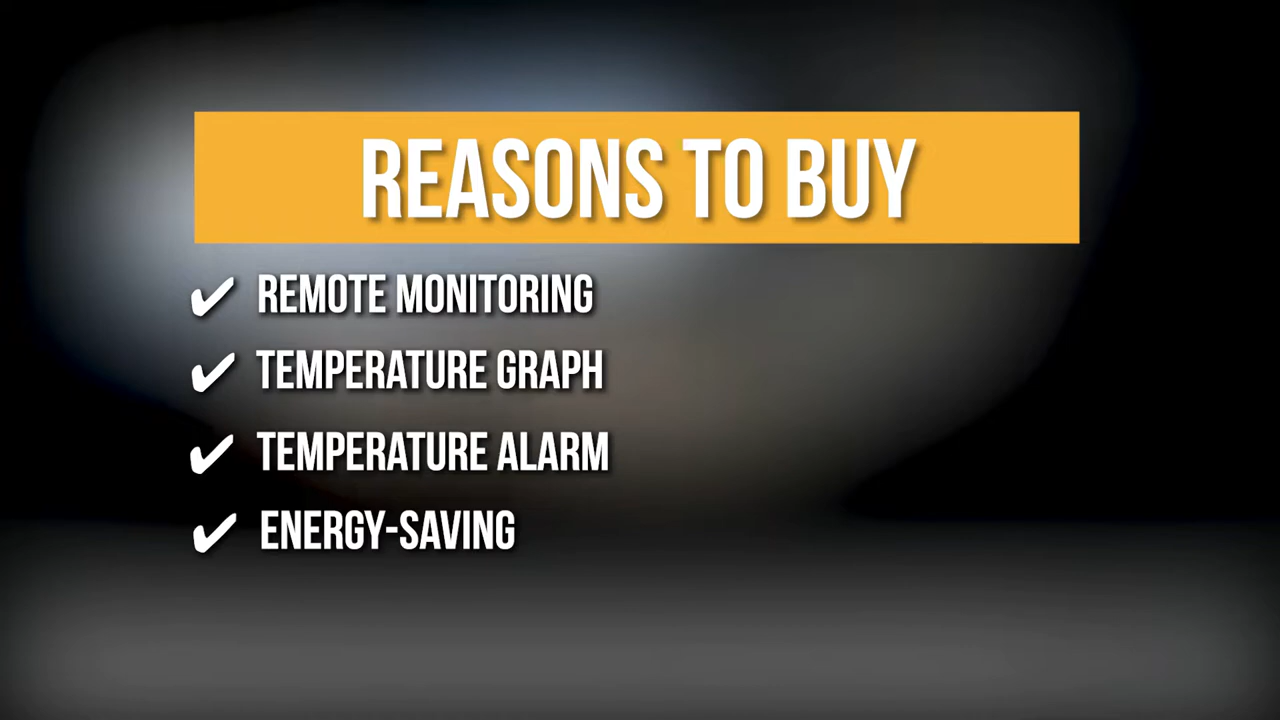 REASONS TO BUY
✔ REMOTE MONITORING
✔ TEMPERATURE GRAPH
✔ TEMPERATURE ALARM
✔ ENERGY-SAVING